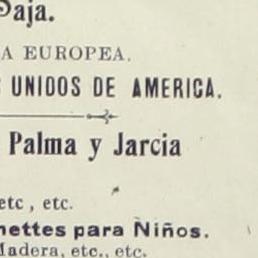 Paja.
A EUROPEA.
UNIDOS DE AMERICA.
Palma y Jarcia
etc, etc.
nettes para Niños.
Madera, etc., etc.